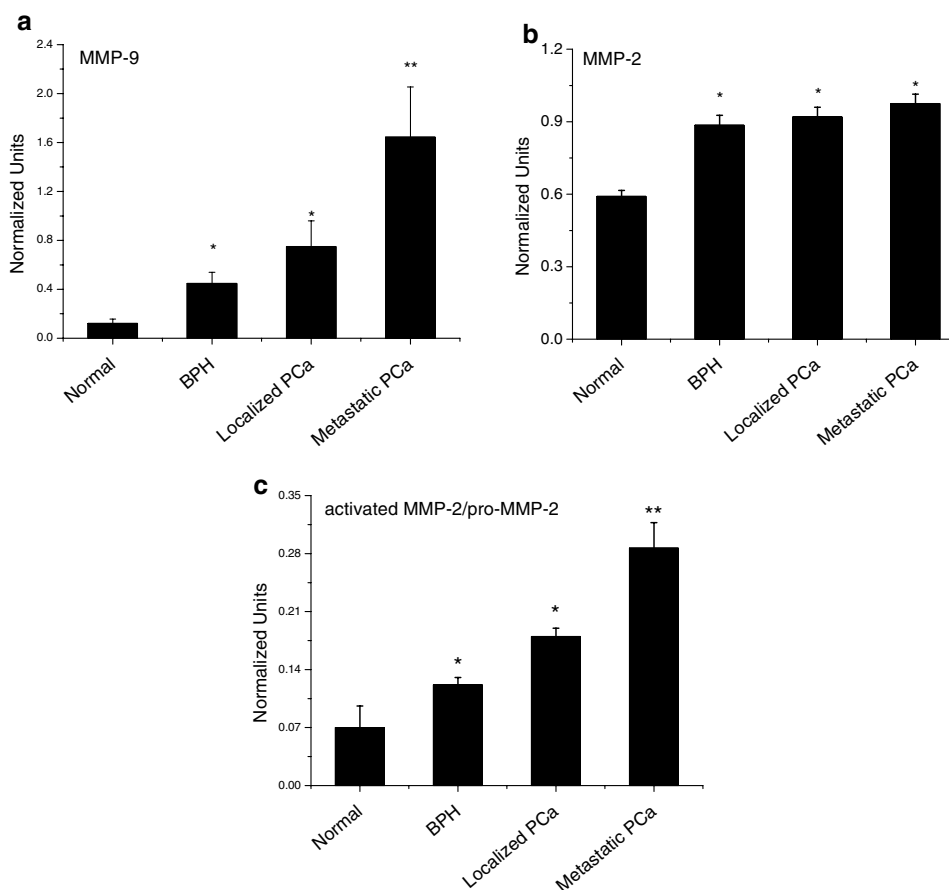 a
MMP-9
Normalized Units
2.4
2.0
1.6
1.2
0.8
0.4
0.0
*
*
**
Normal
BPH
Localized PCa
Metastatic PCa
b
MMP-2
Normalized Units
1.2
0.9
0.6
0.3
0.0
*
*
*
Normal
BPH
Localized PCa
Metastatic PCa
c
activated MMP-2/pro-MMP-2
Normalized Units
0.35
0.28
0.21
0.14
0.07
0.00
*
*
**
Normal
BPH
Localized PCa
Metastatic PCa